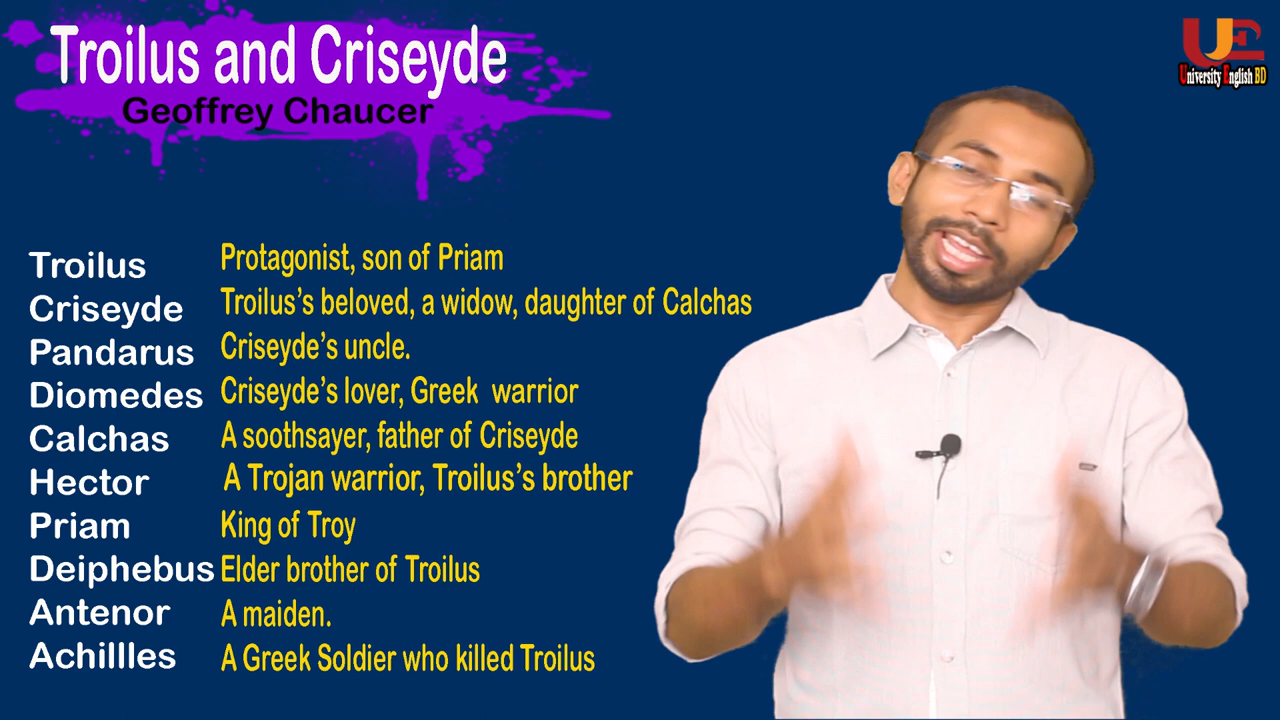 Troilus and Criseyde
Geoffrey Chaucer
UE
University English BD
Troilus Protagonist, son of Priam
Criseyde Troilus's beloved, a widow, daughter of Calchas
Pandarus Criseyde's uncle.
Diomedes Criseyde's lover, Greek warrior
Calchas A soothsayer, father of Criseyde
Hector A Trojan warrior, Troilus's brother
Priam King of Troy
Deiphebus Elder brother of Troilus
Antenor A maiden.
Achillles A Greek Soldier who killed Troilus